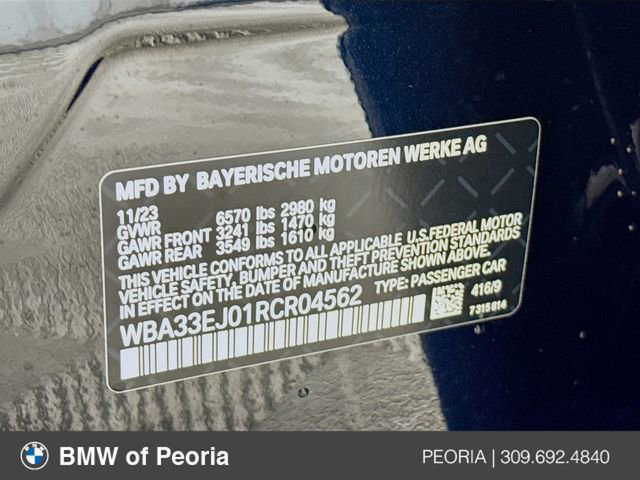 MFD BY BAYERISCHE MOTOREN WERKE AG
11/23
GVWR 6570 lbs 2980 kg
GAWR FRONT 3241 lbs 1470 kg
GAWR REAR 3549 lbs 1610 kg
THIS VEHICLE CONFORMS TO ALL APPLICABLE U.S.FEDERAL MOTOR
VEHICLE SAFETY, BUMPER AND THEFT PREVENTION STANDARDS
IN EFFECT ON THE DATE OF MANUFACTURE SHOWN ABOVE.
WBA33EJ01RCR04562 TYPE: PASSENGER CAR
416/9
7315814
BMW
BMW of Peoria
PEORIA | 309.692.4840